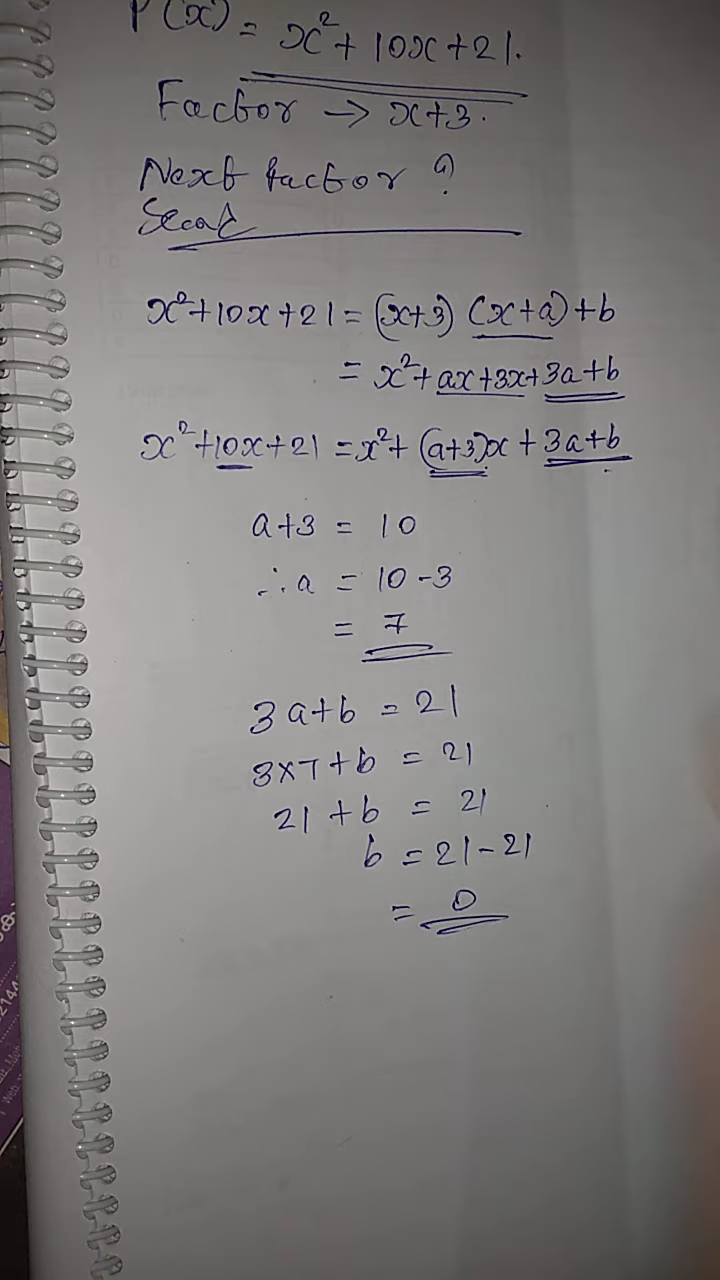 P(x) = x² + 10x + 21.
Factor → x+3.
Next factor ?
x² + 10x + 21 = (x+3) (x+a) + b
= x² + ax + 3x + 3a + b
x² + 10x + 21 = x² + (a+3)x + 3a + b
a+3 = 10
∴ a = 10 - 3
= 7
3a + b = 21
3×7 + b = 21
21 + b = 21
b = 21 - 21
= 0